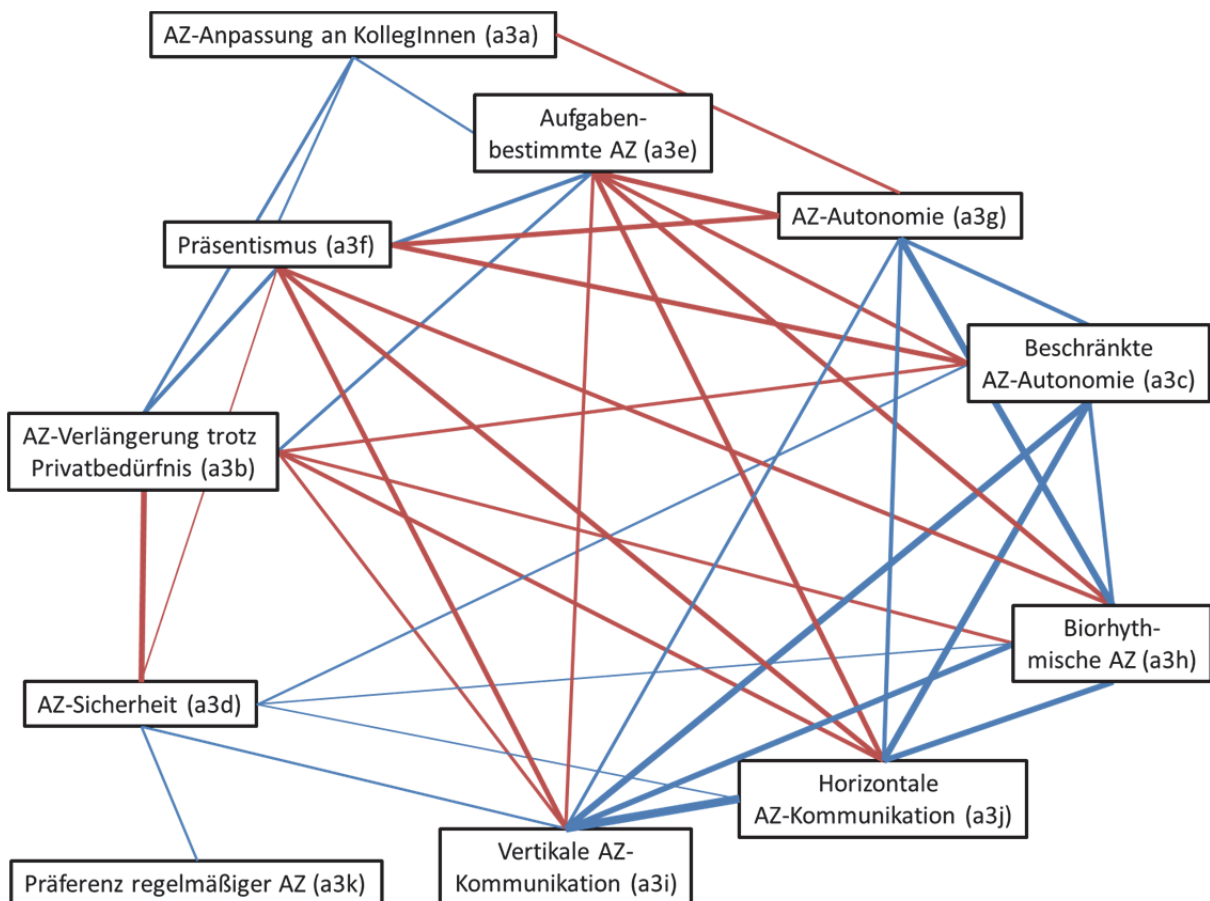 AZ-Anpassung an KollegInnen (a3a)
Aufgaben-
bestimmte AZ (a3e)
AZ-Autonomie (a3g)
Präsentismus (a3f)
Beschränkte
AZ-Autonomie (a3c)
AZ-Verlängerung trotz
Privatbedürfnis (a3b)
Biorhyth-
mische AZ (a3h)
AZ-Sicherheit (a3d)
Horizontale
AZ-Kommunikation (a3j)
Vertikale AZ-
Kommunikation (a3i)
Präferenz regelmäßiger AZ (a3k)